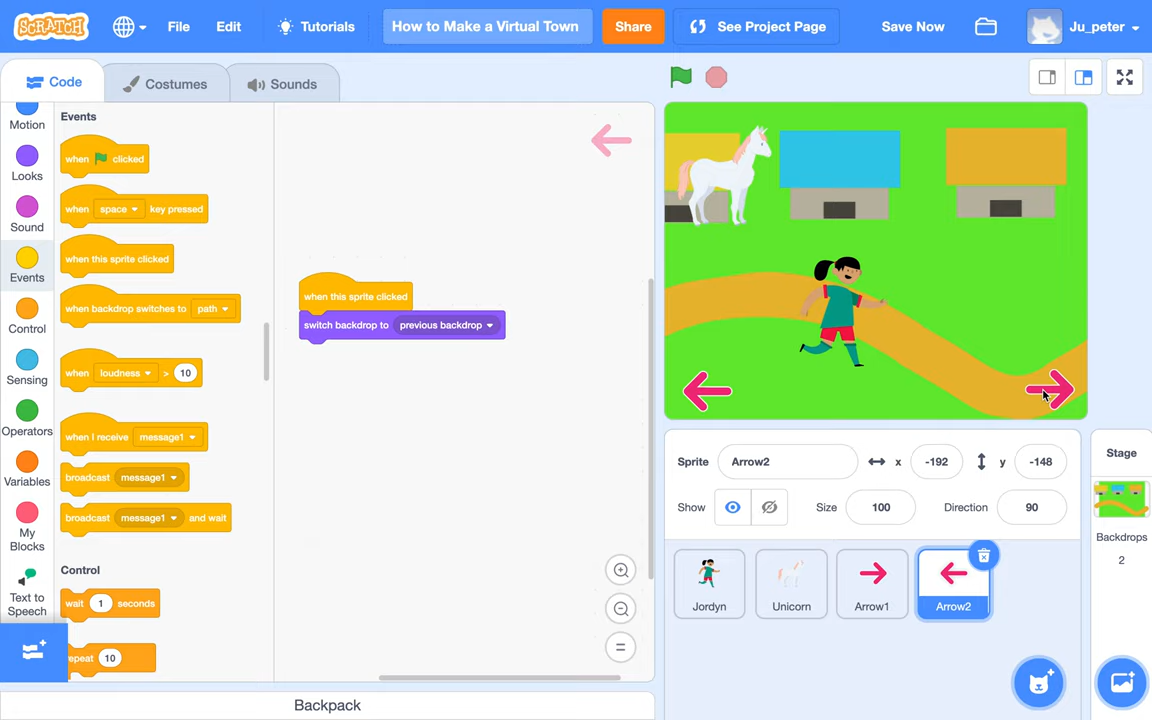 SCRATCH
File
Edit
Tutorials
How to Make a Virtual Town
Share
See Project Page
Save Now
Ju_peter
Code
Costumes
Sounds
Motion
Looks
Sound
Events
Control
Sensing
Operators
Variables
My
Blocks
Text to
Speech
Events
when clicked
when space key pressed
when this sprite clicked
when backdrop switches to path
when loudness > 10
when I receive message1
broadcast message1
broadcast message1 and wait
Control
wait 1 seconds
epeat 10
when this sprite clicked
switch backdrop to previous backdrop
Backpack
Sprite
Arrow2
x
-192
y
-148
Show
Size
100
Direction
90
Jordyn
Unicorn
Arrow1
Arrow2
Stage
Backdrops
2